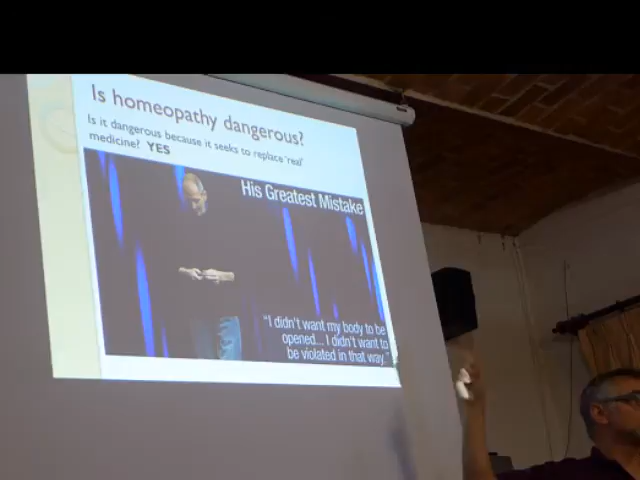 Is homeopathy dangerous?
Is it dangerous because it seeks to replace 'real'
medicine? YES
His Greatest Mistake
"I didn't want my body to be
opened... I didn't want to
be violated in that way."